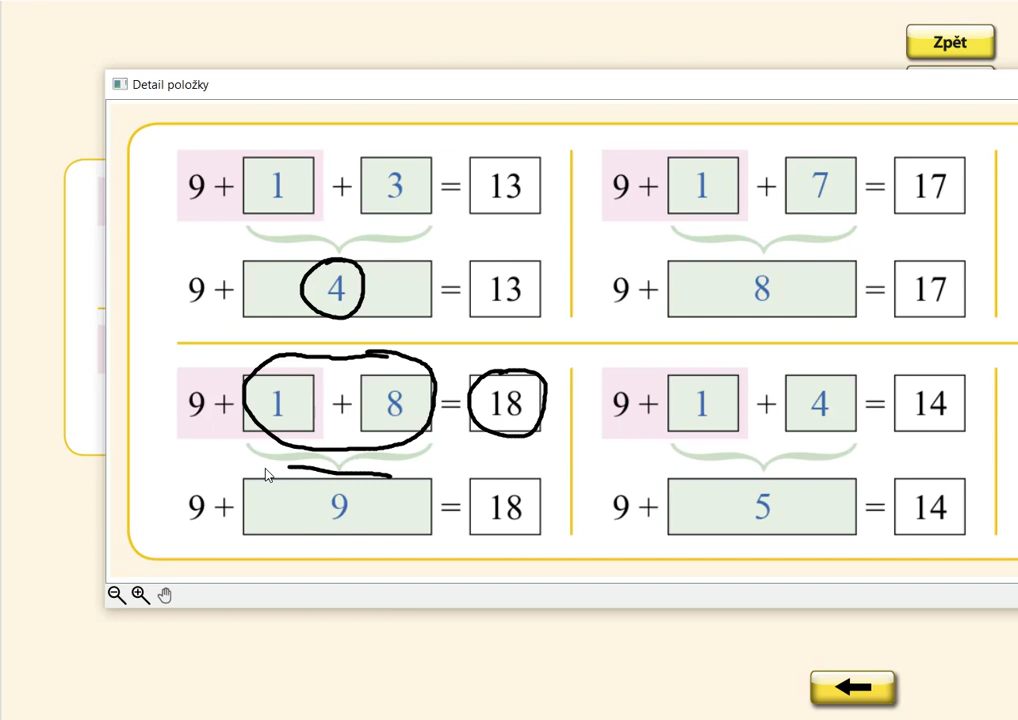 Zpět
Detail položky
9 + 1 + 3 = 13
9 + 4 = 13
9 + 1 + 7 = 17
9 + 8 = 17
9 + 1 + 8 = 18
9 + 9 = 18
9 + 1 + 4 = 14
9 + 5 = 14